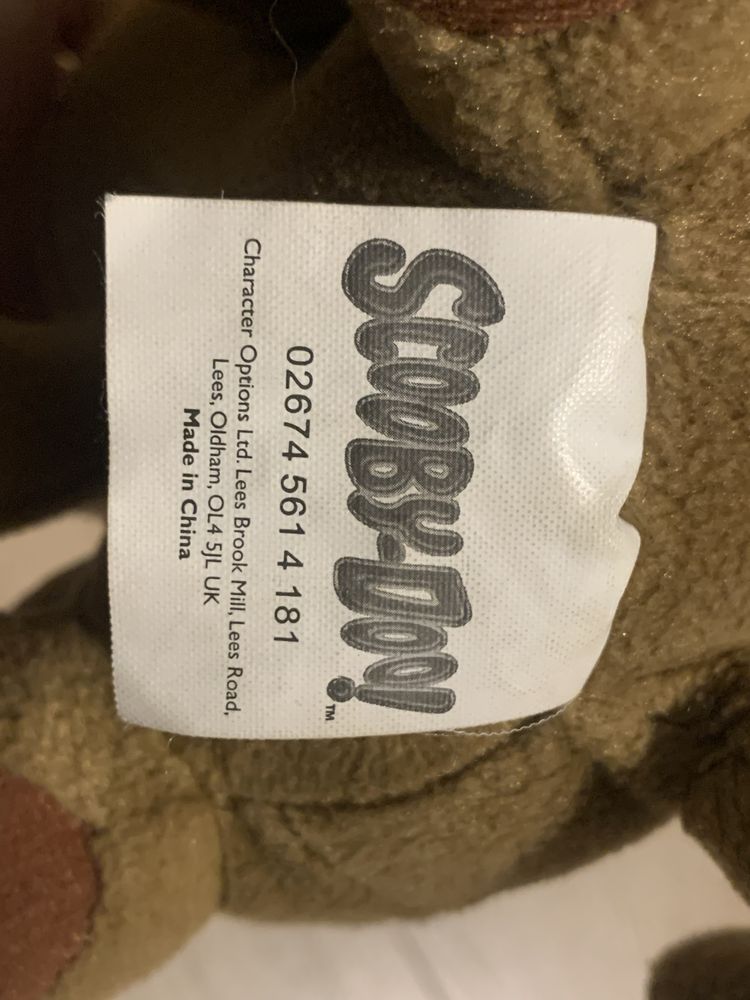 SCOOBY-DOO! ™
02674 561 4 181
Character Options Ltd. Lees Brook Mill, Lees Road,
Lees, Oldham, OL4 5JL UK
Made in China